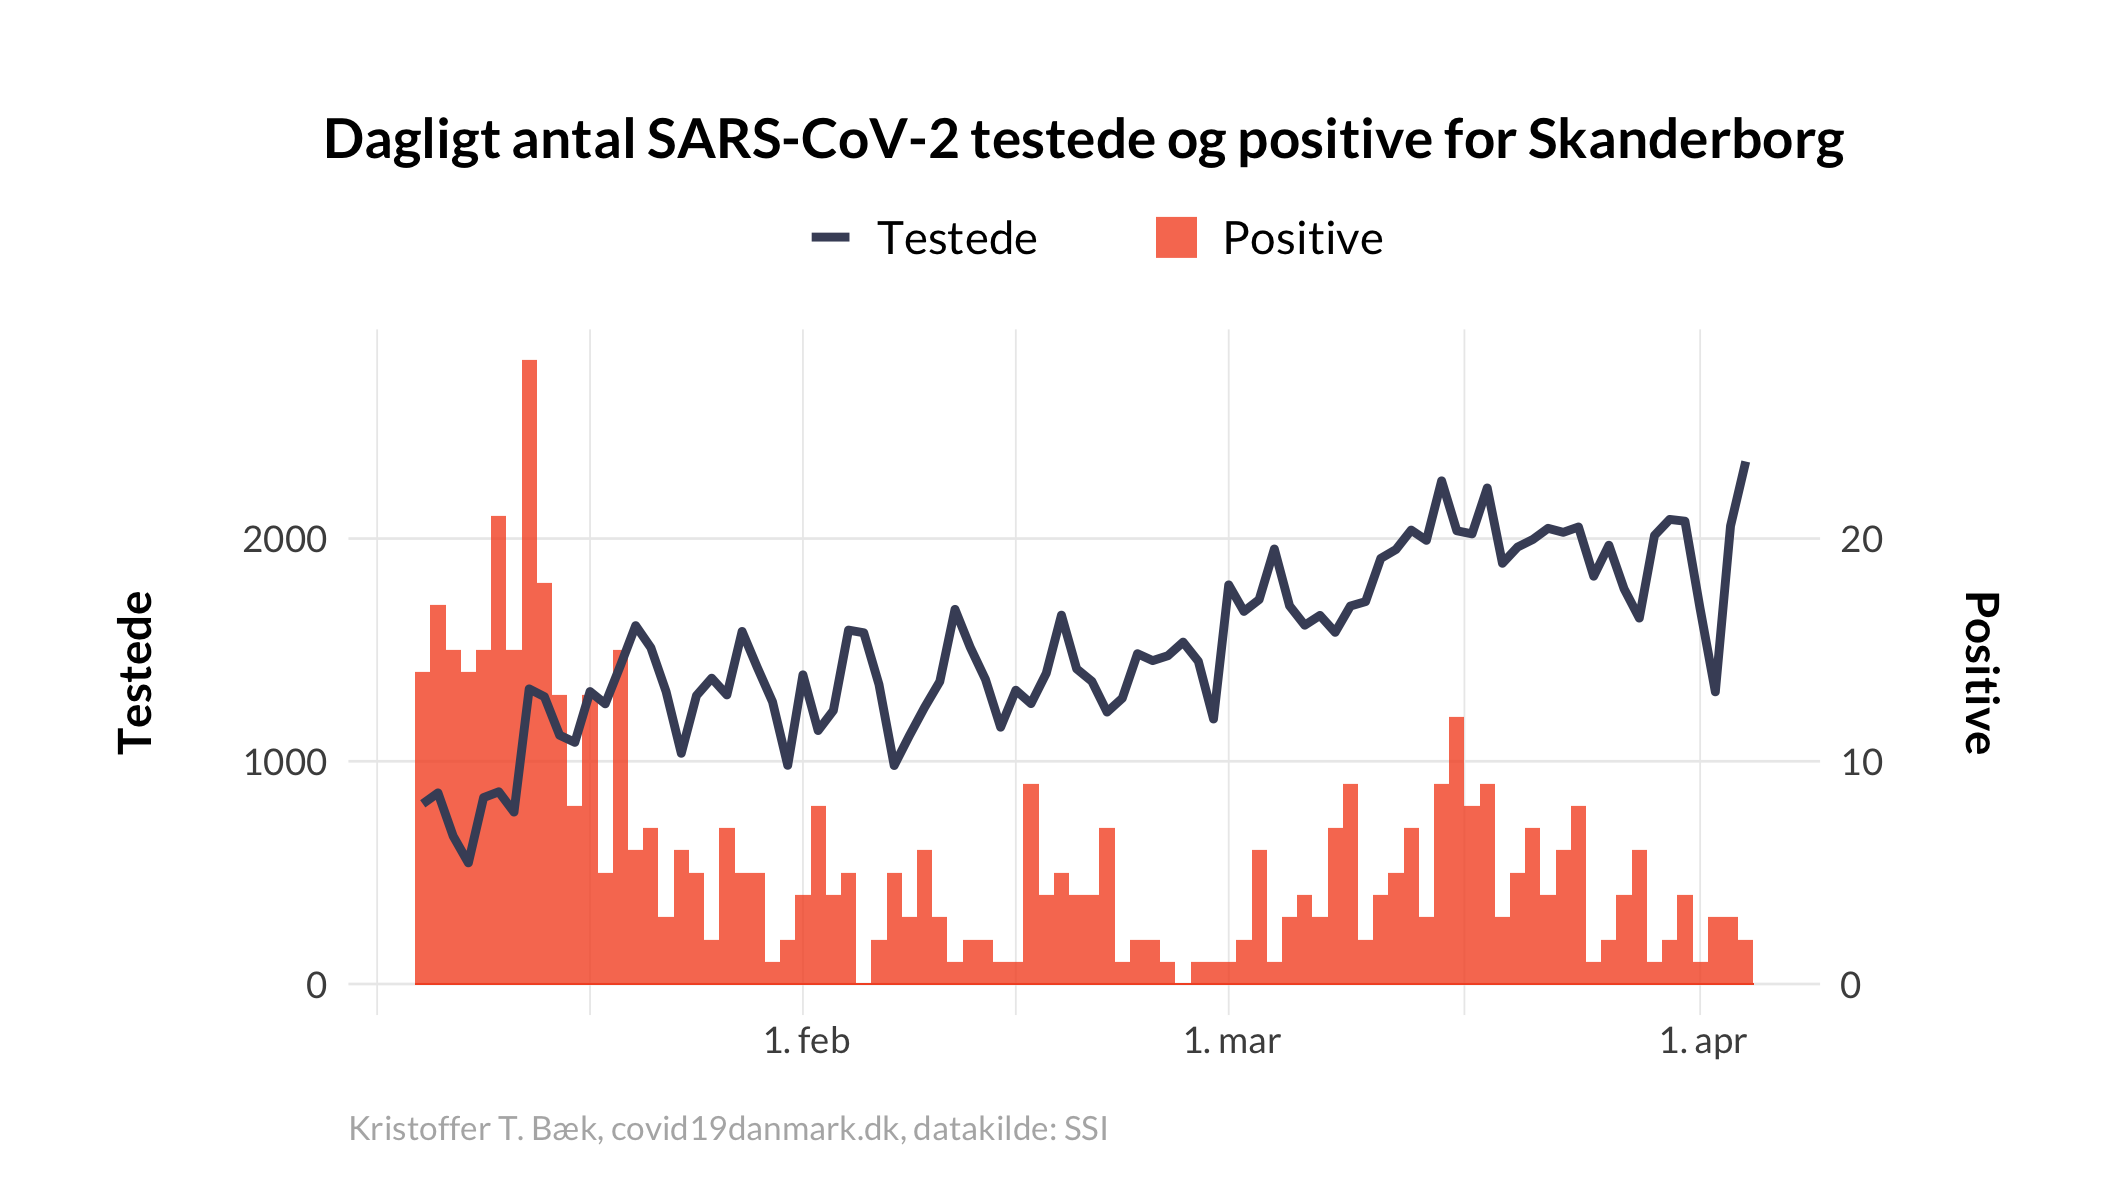 Dagligt antal SARS-CoV-2 testede og positive for Skanderborg
Testede
Positive
Testede
2000
1000
0
20
10
0
Positive
1. feb
1. mar
1. apr
Kristoffer T. Bæk, covid19danmark.dk, datakilde: SSI